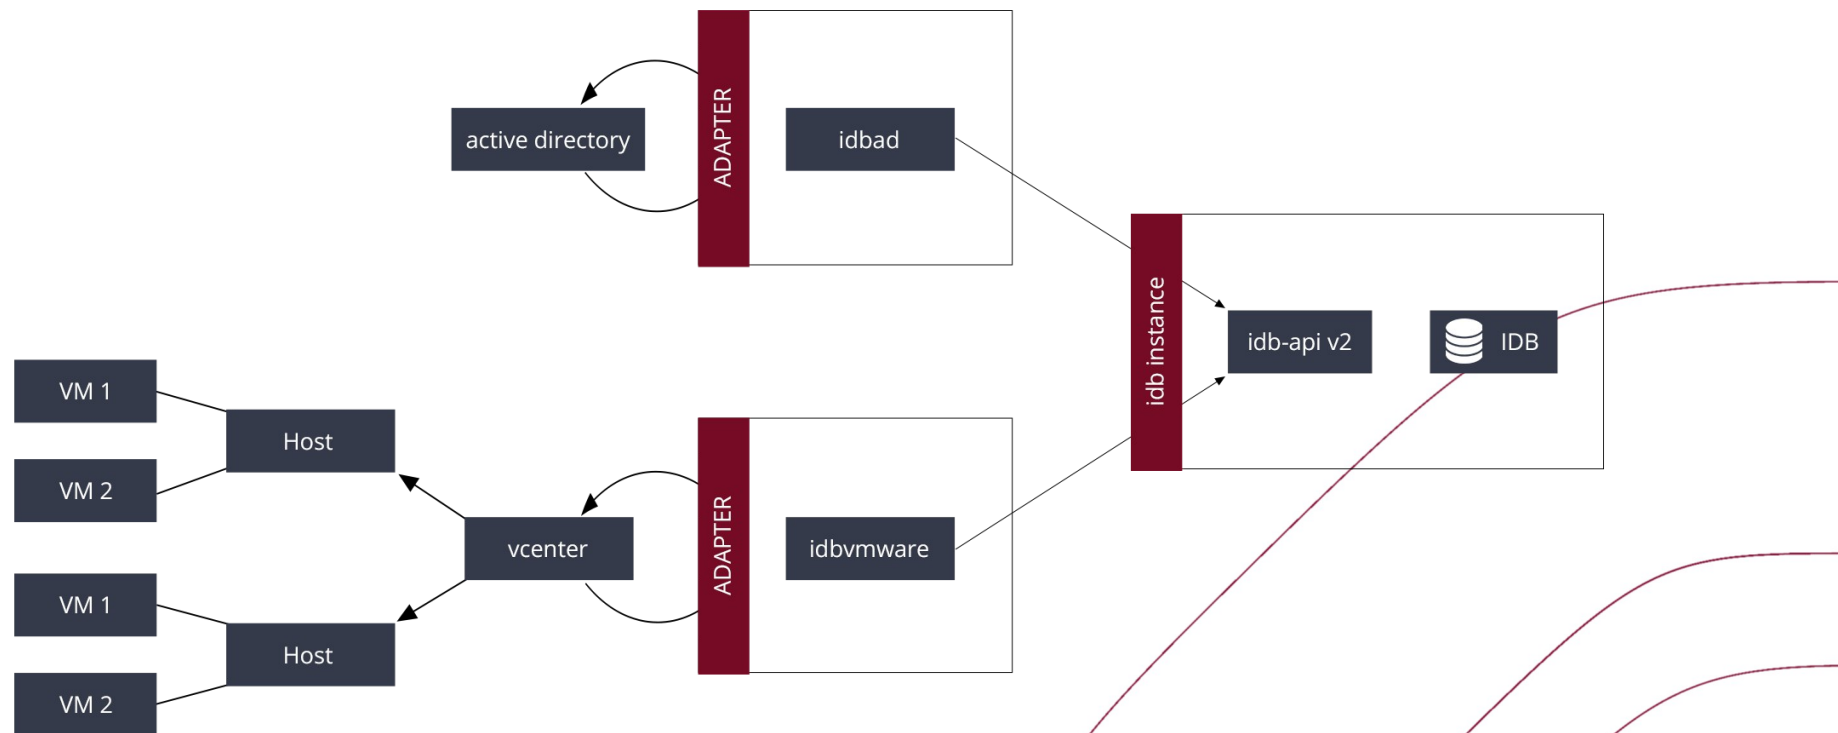 ADAPTER
active directory
idbad
idb instance
idb-api v2
IDB
VM 1
Host
VM 2
ADAPTER
vcenter
idbvmware
VM 1
Host
VM 2